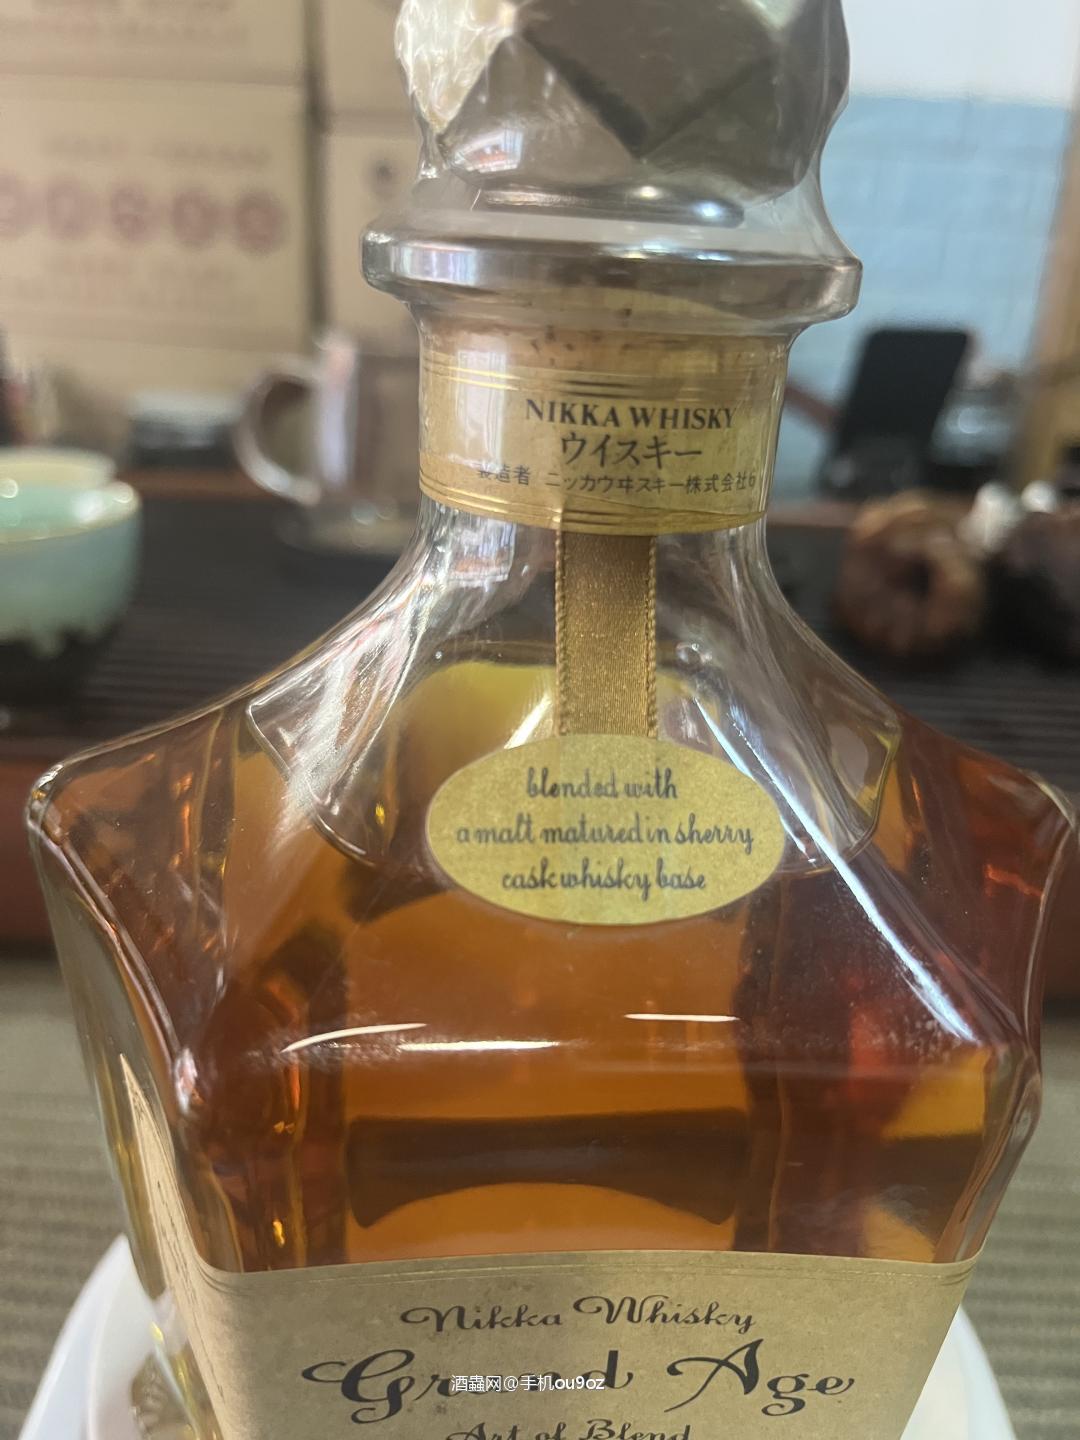 NIKKA WHISKY
ウイスキー
製造者 ニッカウヰスキー株式会社6
blended with
a malt matured in sherry
cask whisky base
Nikka Whisky
Grand Age
酒蟲网@手机ou9oz
Art of Blend